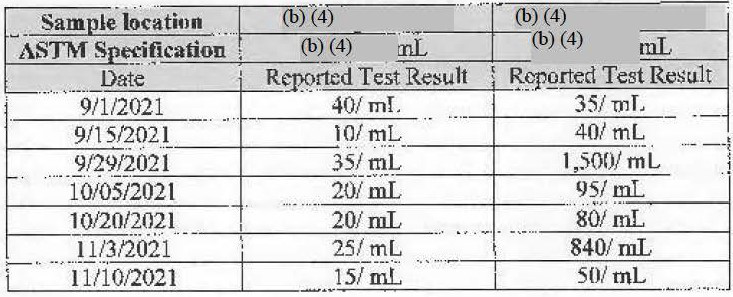 Sample location (b) (4) (b) (4)
ASTM Specification (b) (4) mL (b) (4) mL
Date Reported Test Result Reported Test Result
9/1/2021 40/ mL 35/ mL
9/15/2021 10/ mL 40/ mL
9/29/2021 35/ mL 1,500/ mL
10/05/2021 20/ mL 95/ mL
10/20/2021 20/ mL 80/ mL
11/3/2021 25/ mL 840/ mL
11/10/2021 15/ mL 50/ mL